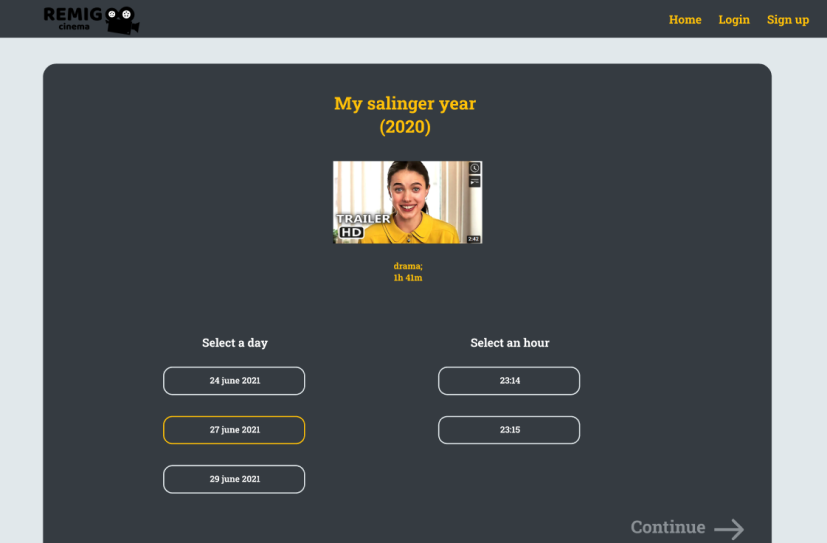 REMIG
cinema
Home Login Sign up
My salinger year
(2020)
TRAILER
HD
2:42
drama;
1h 41m
Select a day
Select an hour
24 june 2021
23:14
27 june 2021
23:15
29 june 2021
Continue